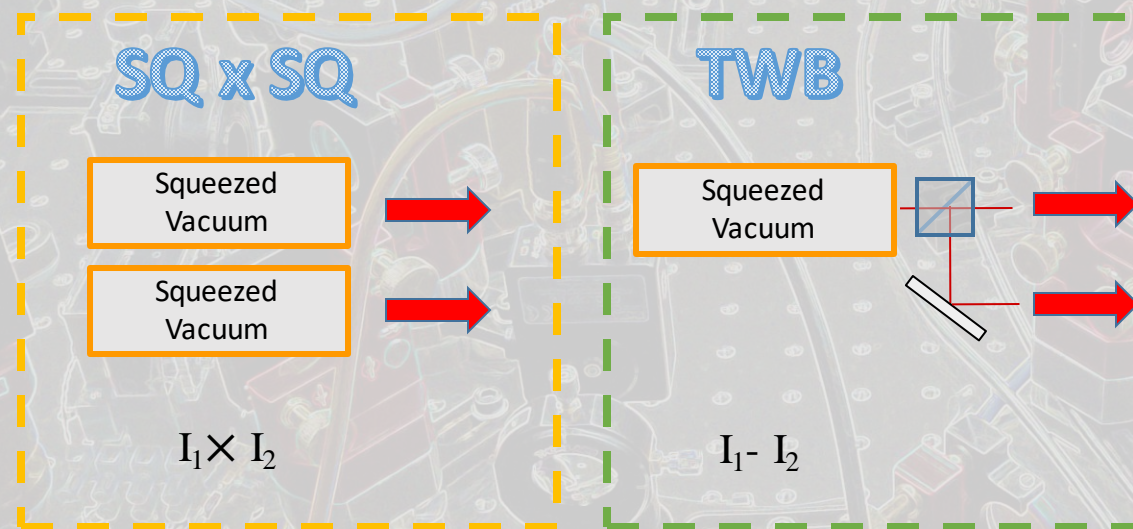 SQ x SQ
Squeezed
Vacuum
Squeezed
Vacuum
I₁× I₂
TWB
Squeezed
Vacuum
I₁- I₂